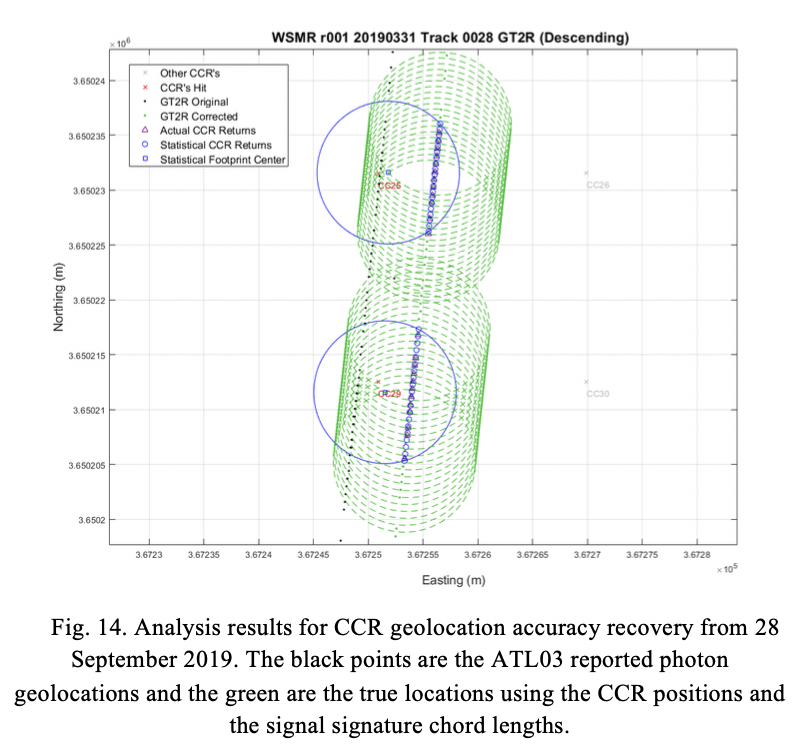 WSMR r001 20190331 Track 0028 GT2R (Descending)
×10⁶
Other CCR's
CCR's Hit
GT2R Original
GT2R Corrected
Actual CCR Returns
Statistical CCR Returns
Statistical Footprint Center
3.65024
3.650235
3.65023
3.650225
3.65022
3.650215
3.65021
3.650205
3.6502
Northing (m)
CC26
CC29
CC30
3.6723
3.67235
3.6724
3.67245
3.6725
3.67255
3.6726
3.67265
3.6727
3.67275
3.6728
×10⁵
Easting (m)
Fig. 14. Analysis results for CCR geolocation accuracy recovery from 28
September 2019. The black points are the ATL03 reported photon
geolocations and the green are the true locations using the CCR positions and
the signal signature chord lengths.